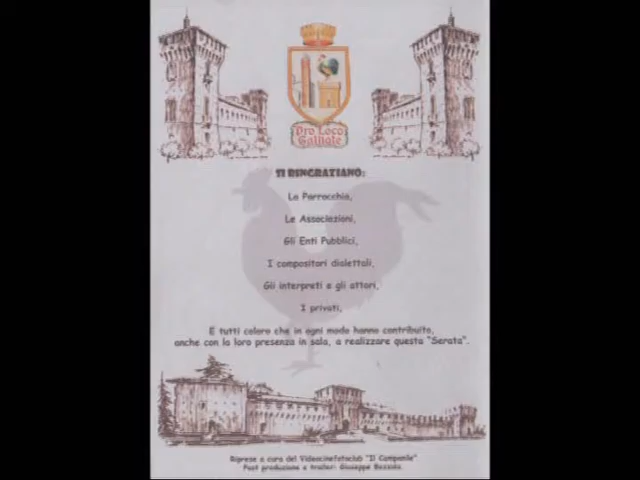 Pro Loco
Galliate
SI RINGRAZIANO:
La Parrocchia,
Le Associazioni,
Gli Enti Pubblici,
I compositori dialettali,
Gli interpreti e gli attori,
I privati,
E tutti coloro che in ogni modo hanno contribuito,
anche con la loro presenza in sala, a realizzare questa "Serata".
Riprese a cura del Videocinefotoclub "Il Campanile"
Post produzione e trailer: Giuseppe